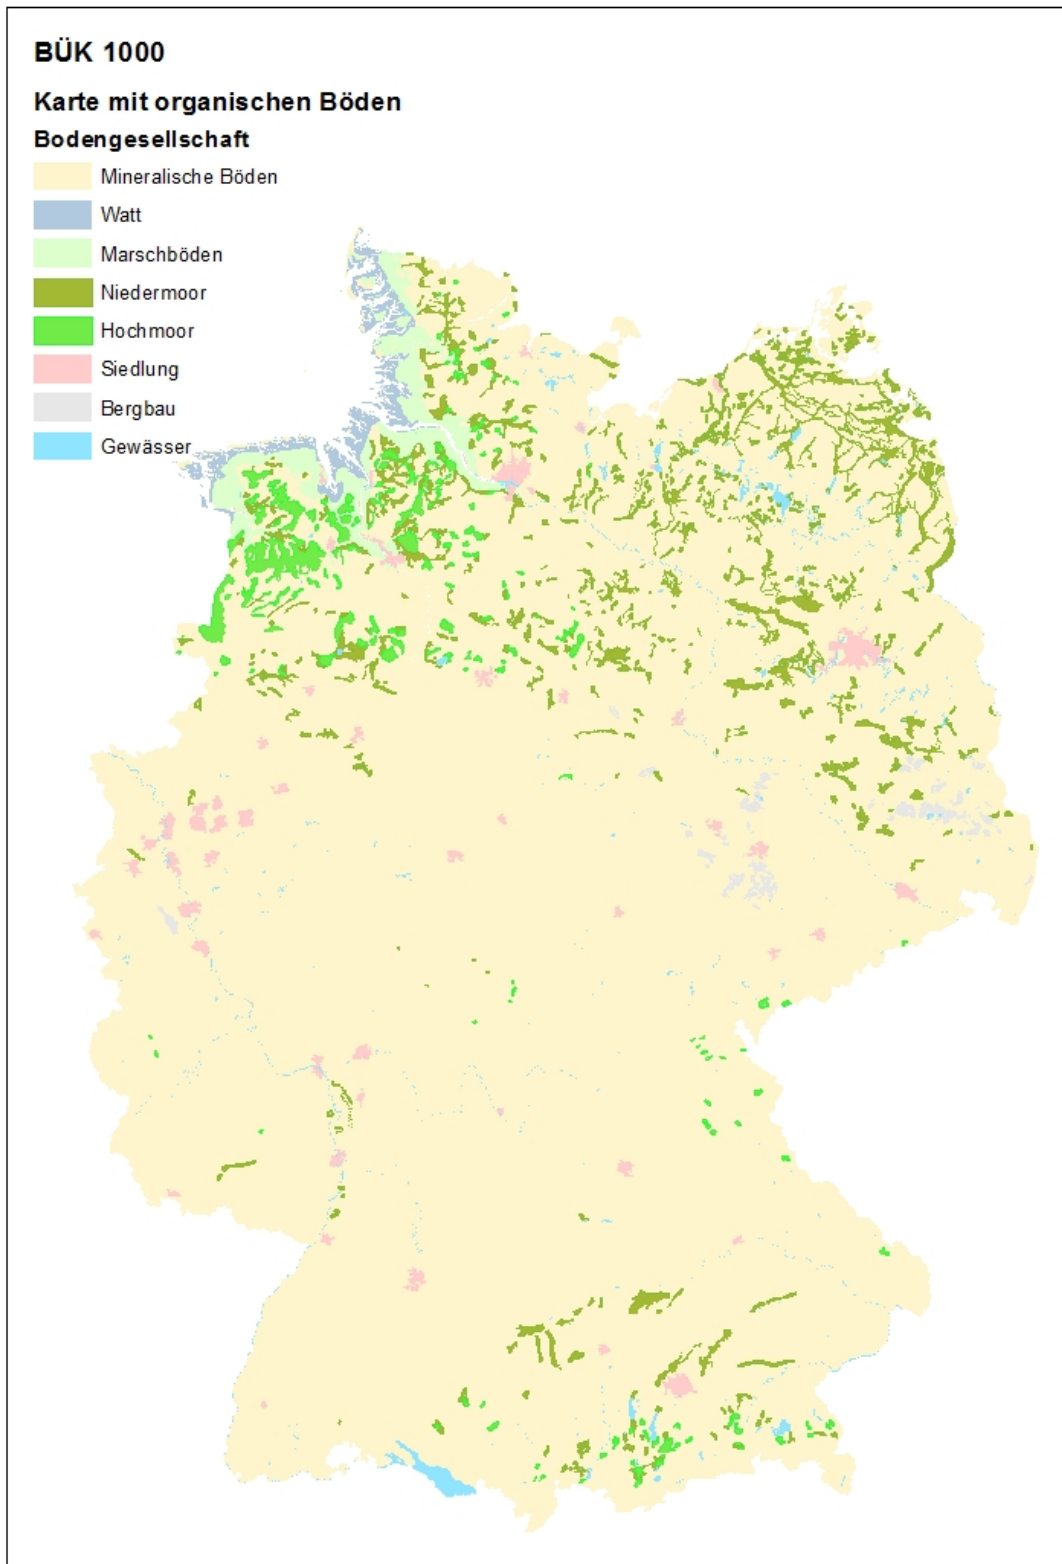 BÜK 1000
Karte mit organischen Böden
Bodengesellschaft
Mineralische Böden
Watt
Marschböden
Niedermoor
Hochmoor
Siedlung
Bergbau
Gewässer